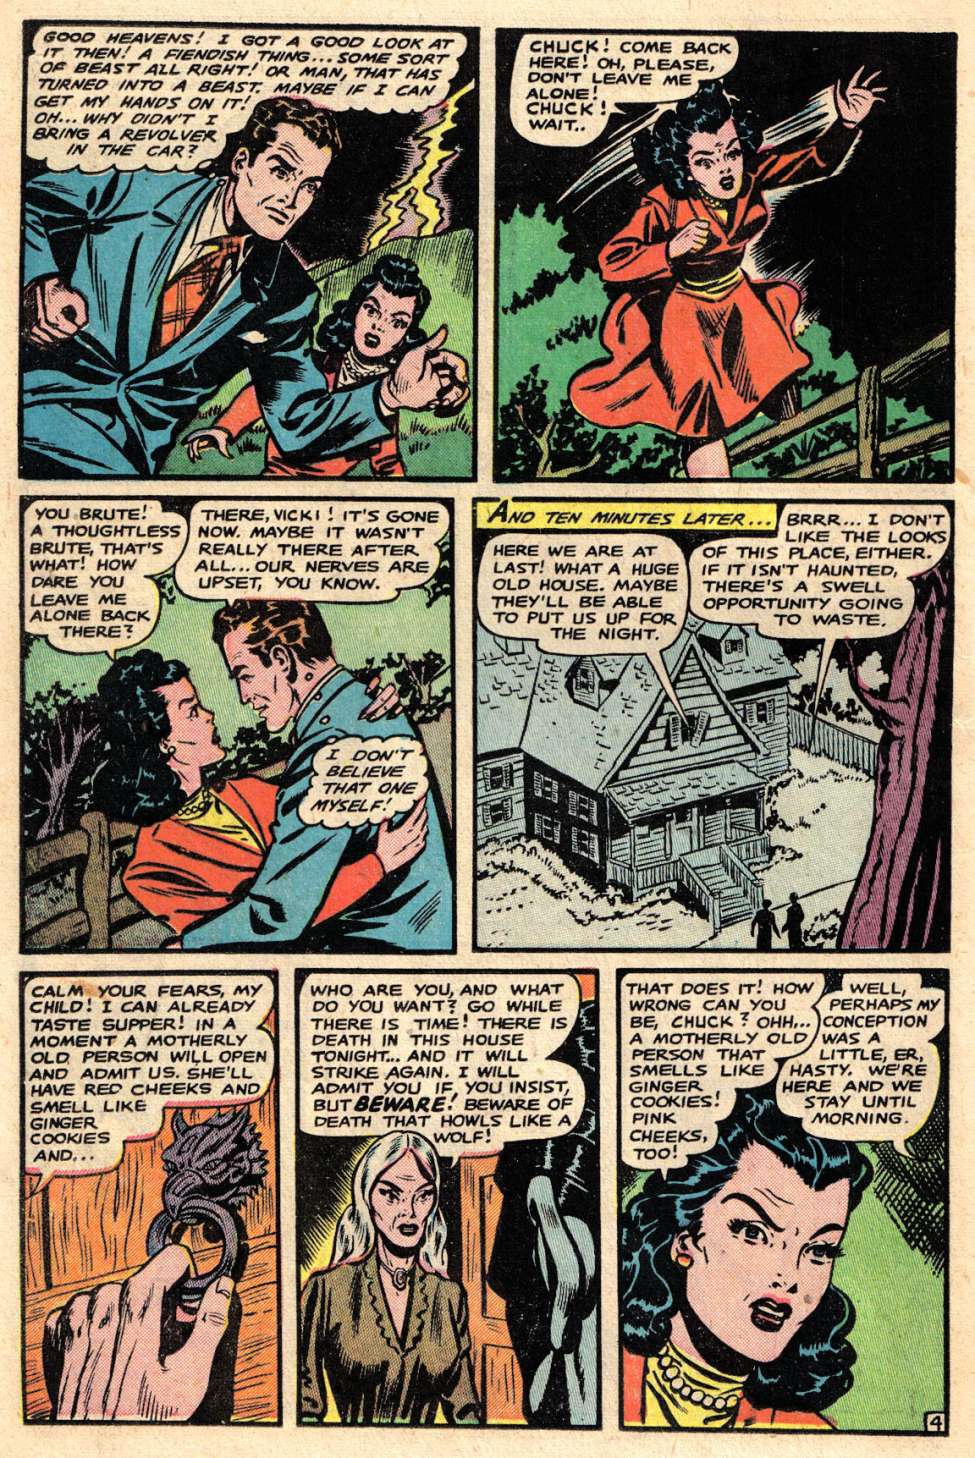 GOOD HEAVENS! I GOT A GOOD LOOK AT
IT THEN! A FIENDISH THING... SOME SORT
OF BEAST ALL RIGHT! OR MAN, THAT HAS
TURNED INTO A BEAST. MAYBE IF I CAN
GET MY HANDS ON IT!
OH... WHY DIDN'T I
BRING A REVOLVER
IN THE CAR?
CHUCK! COME BACK
HERE! OH, PLEASE,
DON'T LEAVE ME
ALONE!
CHUCK!
WAIT..
YOU BRUTE!
A THOUGHTLESS
BRUTE, THAT'S
WHAT! HOW
DARE YOU
LEAVE ME
ALONE BACK
THERE?
THERE, VICKI! IT'S GONE
NOW. MAYBE IT WASN'T
REALLY THERE AFTER
ALL... OUR NERVES ARE
UPSET, YOU KNOW.
I DON'T
BELIEVE
THAT ONE
MYSELF!
AND TEN MINUTES LATER...
HERE WE ARE AT
LAST! WHAT A HUGE
OLD HOUSE. MAYBE
THEY'LL BE ABLE
TO PUT US UP FOR
THE NIGHT.
BRRR... I DON'T
LIKE THE LOOKS
OF THIS PLACE, EITHER.
IF IT ISN'T HAUNTED,
THERE'S A SWELL
OPPORTUNITY GOING
TO WASTE.
CALM YOUR FEARS, MY
CHILD! I CAN ALREADY
TASTE SUPPER! IN A
MOMENT A MOTHERLY
OLD PERSON WILL OPEN
AND ADMIT US. SHE'LL
HAVE RED CHEEKS AND
SMELL LIKE
GINGER
COOKIES
AND...
WHO ARE YOU, AND WHAT
DO YOU WANT? GO WHILE
THERE IS TIME! THERE IS
DEATH IN THIS HOUSE
TONIGHT... AND IT WILL
STRIKE AGAIN. I WILL
ADMIT YOU IF YOU INSIST,
BUT BEWARE! BEWARE OF
DEATH THAT HOWLS LIKE A
WOLF!
THAT DOES IT! HOW
WRONG CAN YOU
BE, CHUCK? OHH...
A MOTHERLY OLD
PERSON THAT
SMELLS LIKE
GINGER
COOKIES!
PINK
CHEEKS,
TOO!
WELL,
PERHAPS MY
CONCEPTION
WAS A
LITTLE, ER,
HASTY. WE'RE
HERE AND WE
STAY UNTIL
MORNING.
4